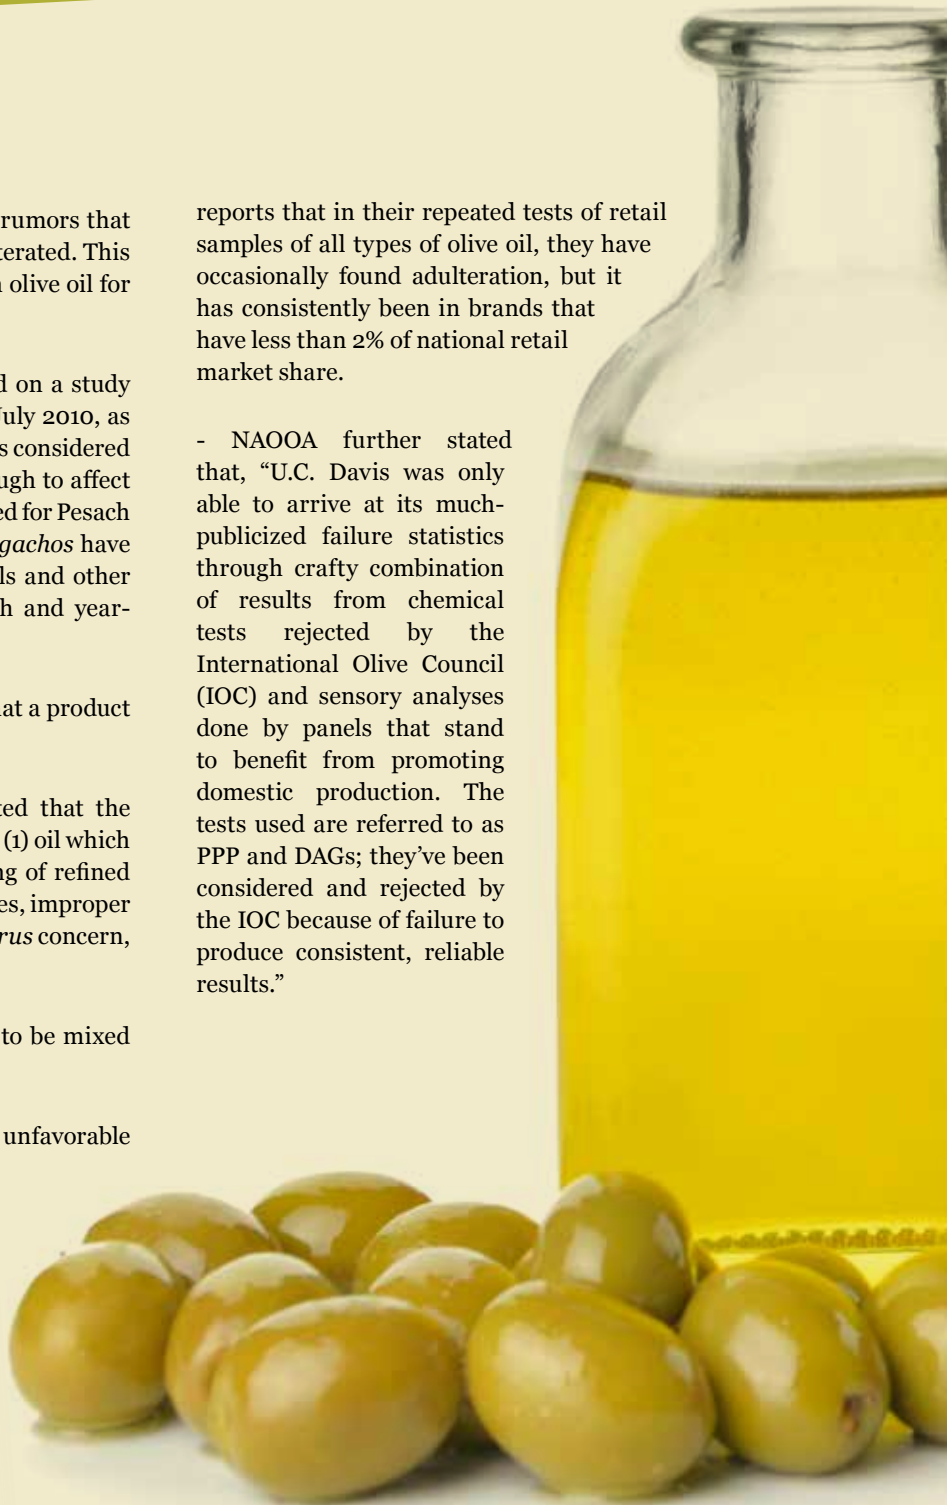 rumors that
terated. This
olive oil for
d on a study
July 2010, as
s considered
ugh to affect
ed for Pesach
gachos have
ls and other
h and year-
at a product
ted that the
(1) oil which
ng of refined
es, improper
rus concern,
to be mixed
unfavorable
reports that in their repeated tests of retail
samples of all types of olive oil, they have
occasionally found adulteration, but it
has consistently been in brands that
have less than 2% of national retail
market share.
- NAOOA further stated
that, “U.C. Davis was only
able to arrive at its much-
publicized failure statistics
through crafty combination
of results from chemical
tests rejected by the
International Olive Council
(IOC) and sensory analyses
done by panels that stand
to benefit from promoting
domestic production. The
tests used are referred to as
PPP and DAGs; they’ve been
considered and rejected by
the IOC because of failure to
produce consistent, reliable
results.”